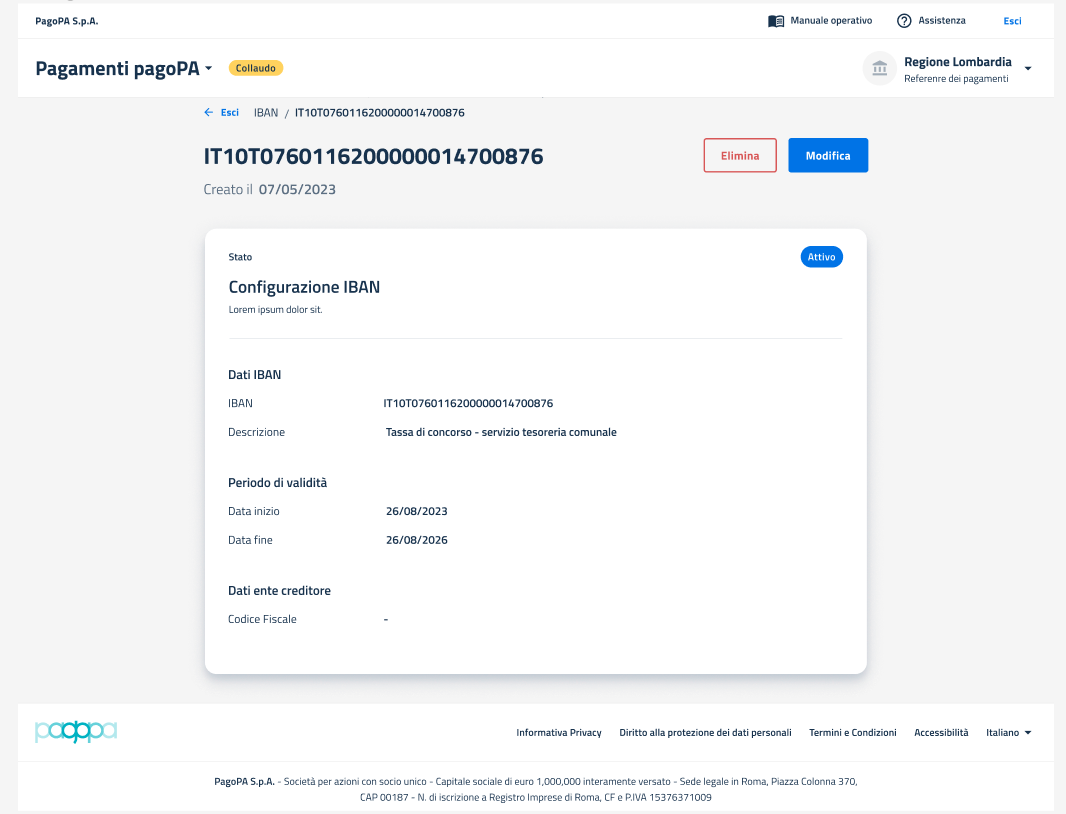 PagoPA S.p.A. Manuale operativo Assistenza Esci
Pagamenti pagoPA Collaudo Regione Lombardia
Referenre dei pagamenti
Esci IBAN / IT10T0760116200000014700876
IT10T0760116200000014700876 Elimina Modifica
Creato il 07/05/2023
Stato Attivo
Configurazione IBAN
Lorem ipsum dolor sit.
Dati IBAN
IBAN IT10T0760116200000014700876
Descrizione Tassa di concorso - servizio tesoreria comunale
Periodo di validità
Data inizio 26/08/2023
Data fine 26/08/2026
Dati ente creditore
Codice Fiscale -
pagopa Informativa Privacy Diritto alla protezione dei dati personali Termini e Condizioni Accessibilità Italiano
PagoPA S.p.A. - Società per azioni con socio unico - Capitale sociale di euro 1,000,000 interamente versato - Sede legale in Roma, Piazza Colonna 370,
CAP 00187 - N. di iscrizione a Registro Imprese di Roma, CF e P.IVA 15376371009